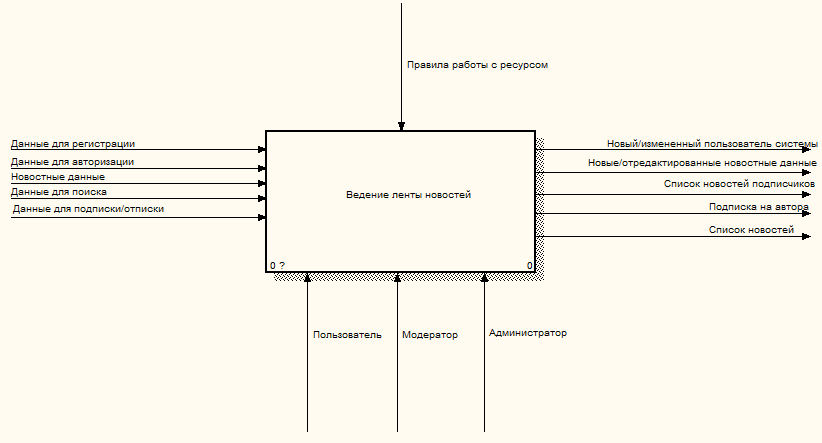 Правила работы с ресурсом
Данные для регистрации
Данные для авторизации
Новостные данные
Данные для поиска
Данные для подписки/отписки
Ведение ленты новостей
0 ?
0
Новый/измененный пользователь системы
Новые/отредактированные новостные данные
Список новостей подписчиков
Подписка на автора
Список новостей
Пользователь
Модератор
Администратор